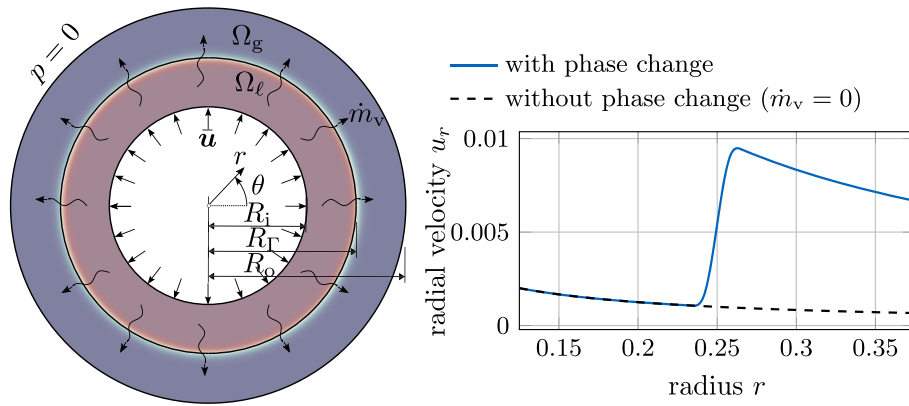 p = 0
Ω_g
Ω_ℓ
ṁ_v
ū
r
θ
R_i
R_Γ
R_o
with phase change
without phase change (ṁ_v = 0)
radial velocity u_r
0.01
0.005
0
0.15 0.2 0.25 0.3 0.35
radius r